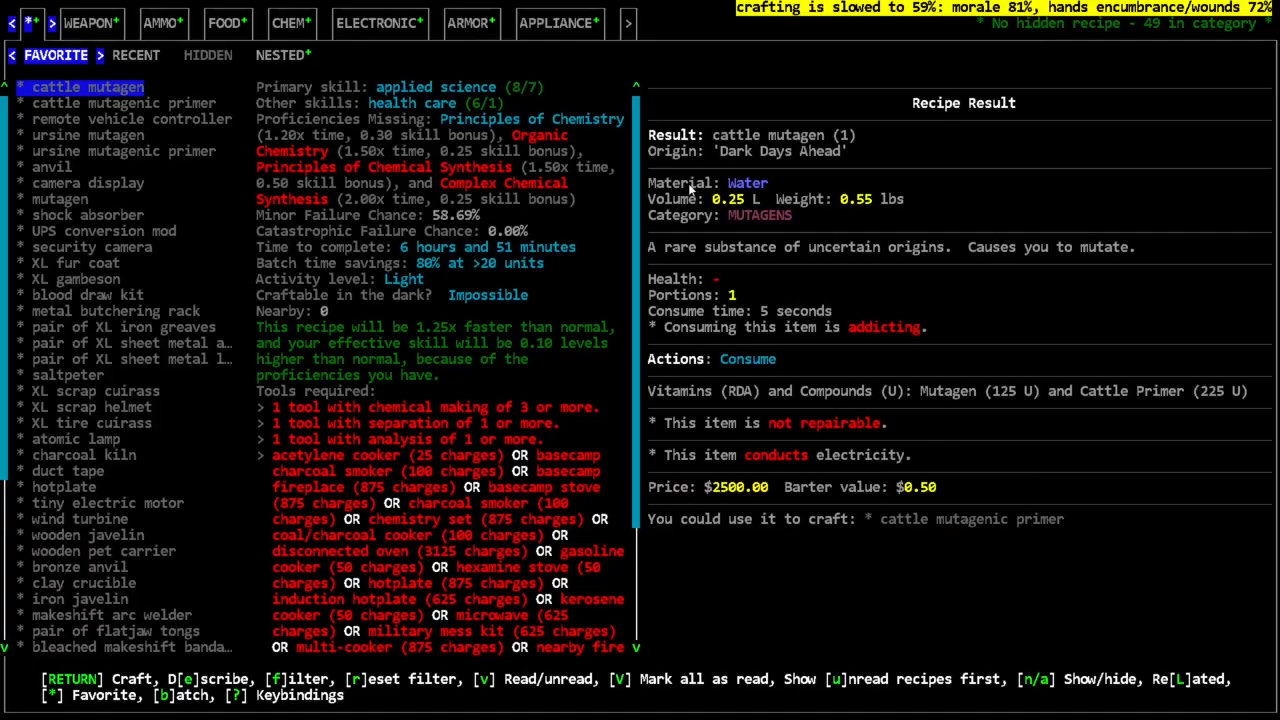 crafting is slowed to 59%: morale 81%, hands encumbrance/wounds 72%
< *⁺ > WEAPON⁺ AMMO⁺ FOOD⁺ CHEM⁺ ELECTRONIC⁺ ARMOR⁺ APPLIANCE⁺ >
* No hidden recipe - 49 in category *
< FAVORITE > RECENT HIDDEN NESTED⁺
* cattle mutagen
* cattle mutagenic primer
* remote vehicle controller
* ursine mutagen
* ursine mutagenic primer
* anvil
* camera display
* mutagen
* shock absorber
* UPS conversion mod
* security camera
* XL fur coat
* XL gambeson
* blood draw kit
* metal butchering rack
* pair of XL iron greaves
* pair of XL sheet metal a…
* pair of XL sheet metal l…
* saltpeter
* XL scrap cuirass
* XL scrap helmet
* XL tire cuirass
* atomic lamp
* charcoal kiln
* duct tape
* hotplate
* tiny electric motor
* wind turbine
* wooden javelin
* wooden pet carrier
* bronze anvil
* clay crucible
* iron javelin
* makeshift arc welder
* pair of flatjaw tongs
* bleached makeshift banda…
Primary skill: applied science (8/7)
Other skills: health care (6/1)
Proficiencies Missing: Principles of Chemistry
(1.20x time, 0.30 skill bonus), Organic
Chemistry (1.50x time, 0.25 skill bonus),
Principles of Chemical Synthesis (1.50x time,
0.50 skill bonus), and Complex Chemical
Synthesis (2.00x time, 0.25 skill bonus)
Minor Failure Chance: 58.69%
Catastrophic Failure Chance: 0.00%
Time to complete: 6 hours and 51 minutes
Batch time savings: 80% at >20 units
Activity level: Light
Craftable in the dark? Impossible
Nearby: 0
This recipe will be 1.25x faster than normal,
and your effective skill will be 0.10 levels
higher than normal, because of the
proficiencies you have.
Tools required:
> 1 tool with chemical making of 3 or more.
> 1 tool with separation of 1 or more.
> 1 tool with analysis of 1 or more.
> acetylene cooker (25 charges) OR basecamp
charcoal smoker (100 charges) OR basecamp
fireplace (875 charges) OR basecamp stove
(875 charges) OR charcoal smoker (100
charges) OR chemistry set (875 charges) OR
coal/charcoal cooker (100 charges) OR
disconnected oven (3125 charges) OR gasoline
cooker (50 charges) OR hexamine stove (50
charges) OR hotplate (875 charges) OR
induction hotplate (625 charges) OR kerosene
cooker (50 charges) OR microwave (625
charges) OR military mess kit (625 charges)
OR multi-cooker (875 charges) OR nearby fire
Recipe Result
Result: cattle mutagen (1)
Origin: 'Dark Days Ahead'
Material: Water
Volume: 0.25 L Weight: 0.55 lbs
Category: MUTAGENS
A rare substance of uncertain origins. Causes you to mutate.
Health: -
Portions: 1
Consume time: 5 seconds
* Consuming this item is addicting.
Actions: Consume
Vitamins (RDA) and Compounds (U): Mutagen (125 U) and Cattle Primer (225 U)
* This item is not repairable.
* This item conducts electricity.
Price: $2500.00 Barter value: $0.50
You could use it to craft: * cattle mutagenic primer
[RETURN] Craft, D[e]scribe, [f]ilter, [r]eset filter, [v] Read/unread, [V] Mark all as read, Show [u]nread recipes first, [n/a] Show/hide, Re[L]ated,
[*] Favorite, [b]atch, [?] Keybindings